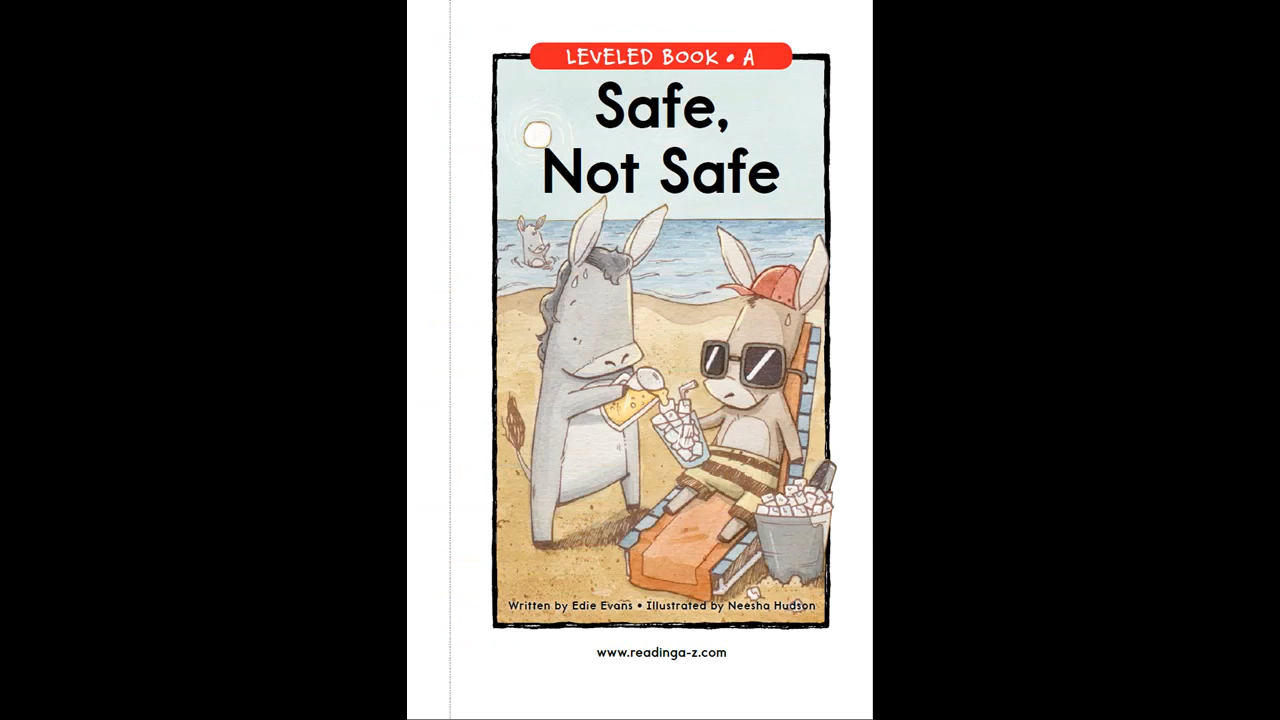 LEVELED BOOK • A
Safe,
Not Safe
Written by Edie Evans • Illustrated by Neesha Hudson
www.readinga-z.com